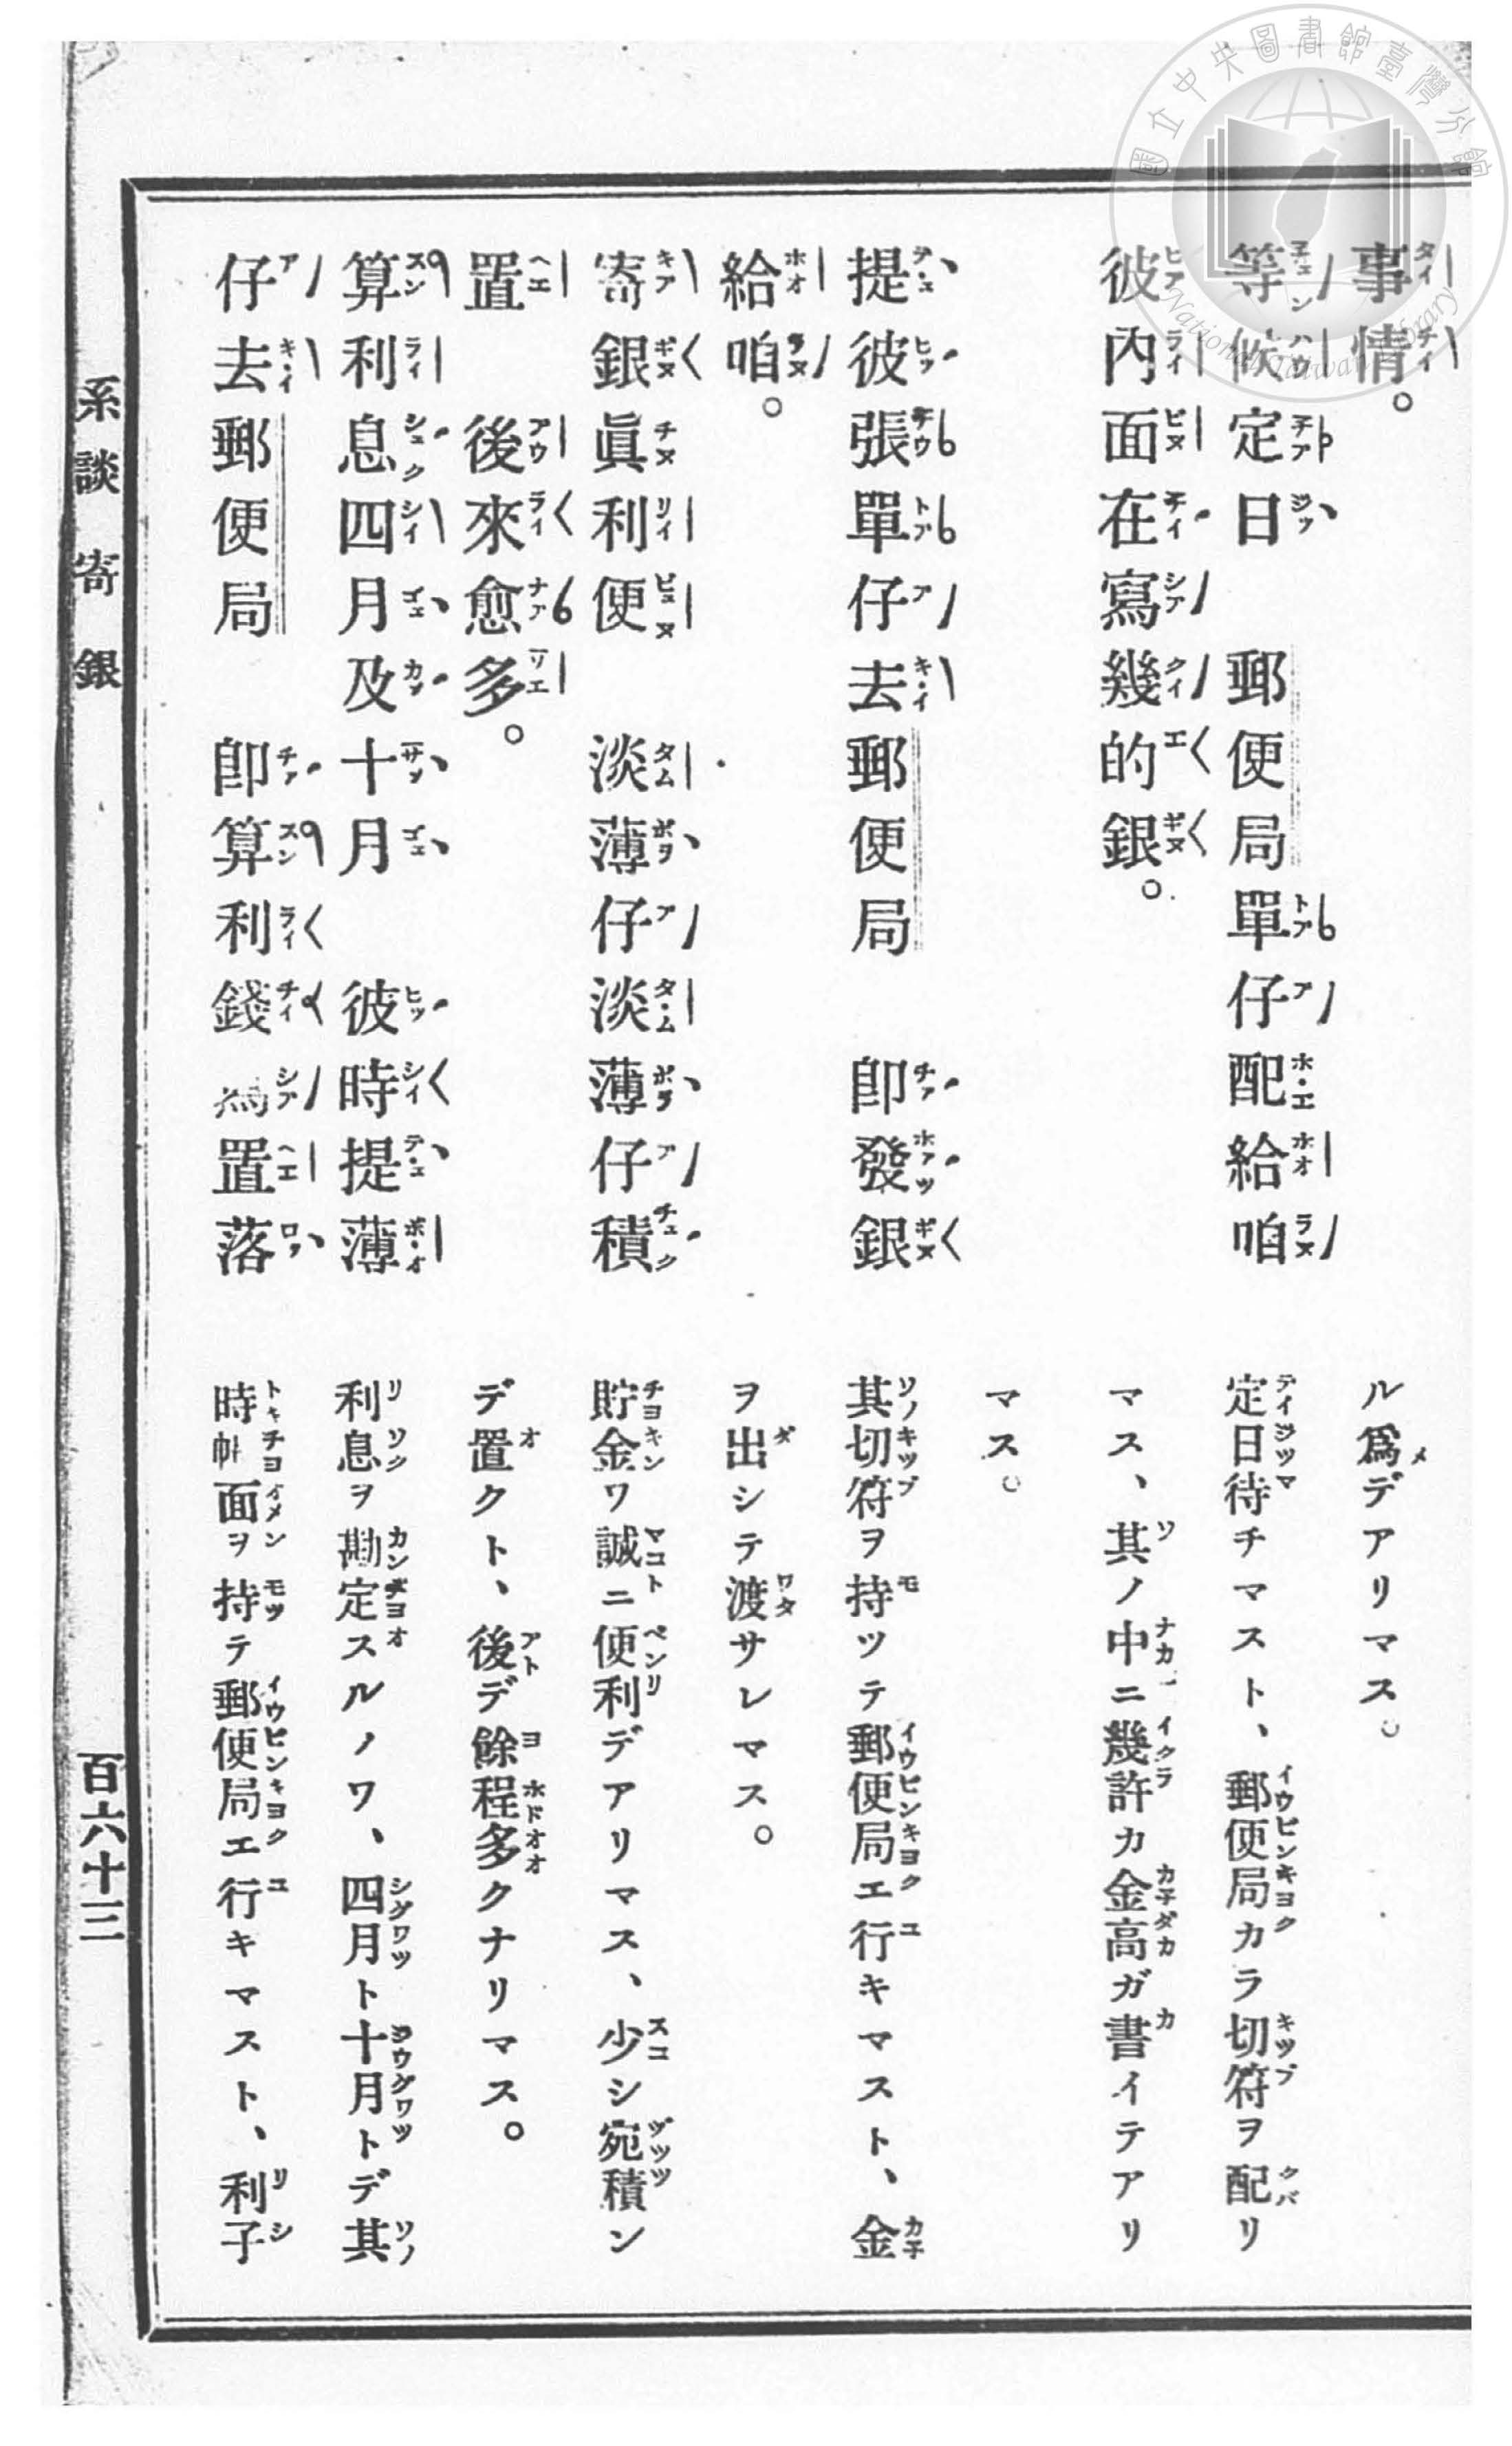 事情。
等候定日　郵便局單仔配給咱
彼內面在寫幾的銀。
提彼張單仔去郵便局　卽發銀
給咱。
寄銀眞利便　淡薄仔淡薄仔積
置　後來愈多。
算利息四月及十月　彼時提薄
仔去郵便局　卽算利錢寫置落
ル爲デアリマス。
定日待チマスト、郵便局カラ切符ヲ配リ
マス、其ノ中ニ幾許カ金高ガ書イテアリ
マス。
其切符ヲ持ツテ郵便局エ行キマスト、金
ヲ出シテ渡サレマス。
貯金ワ誠ニ便利デアリマス、少シ宛積ン
デ置クト、後デ餘程多クナリマス。
利息ヲ勘定スルノワ、四月ト十月トデ其
時帳面ヲ持テ郵便局エ行キマスト、利子
系談 寄銀
百六十三
國立中央圖書館臺灣分館
National Taiwan Library